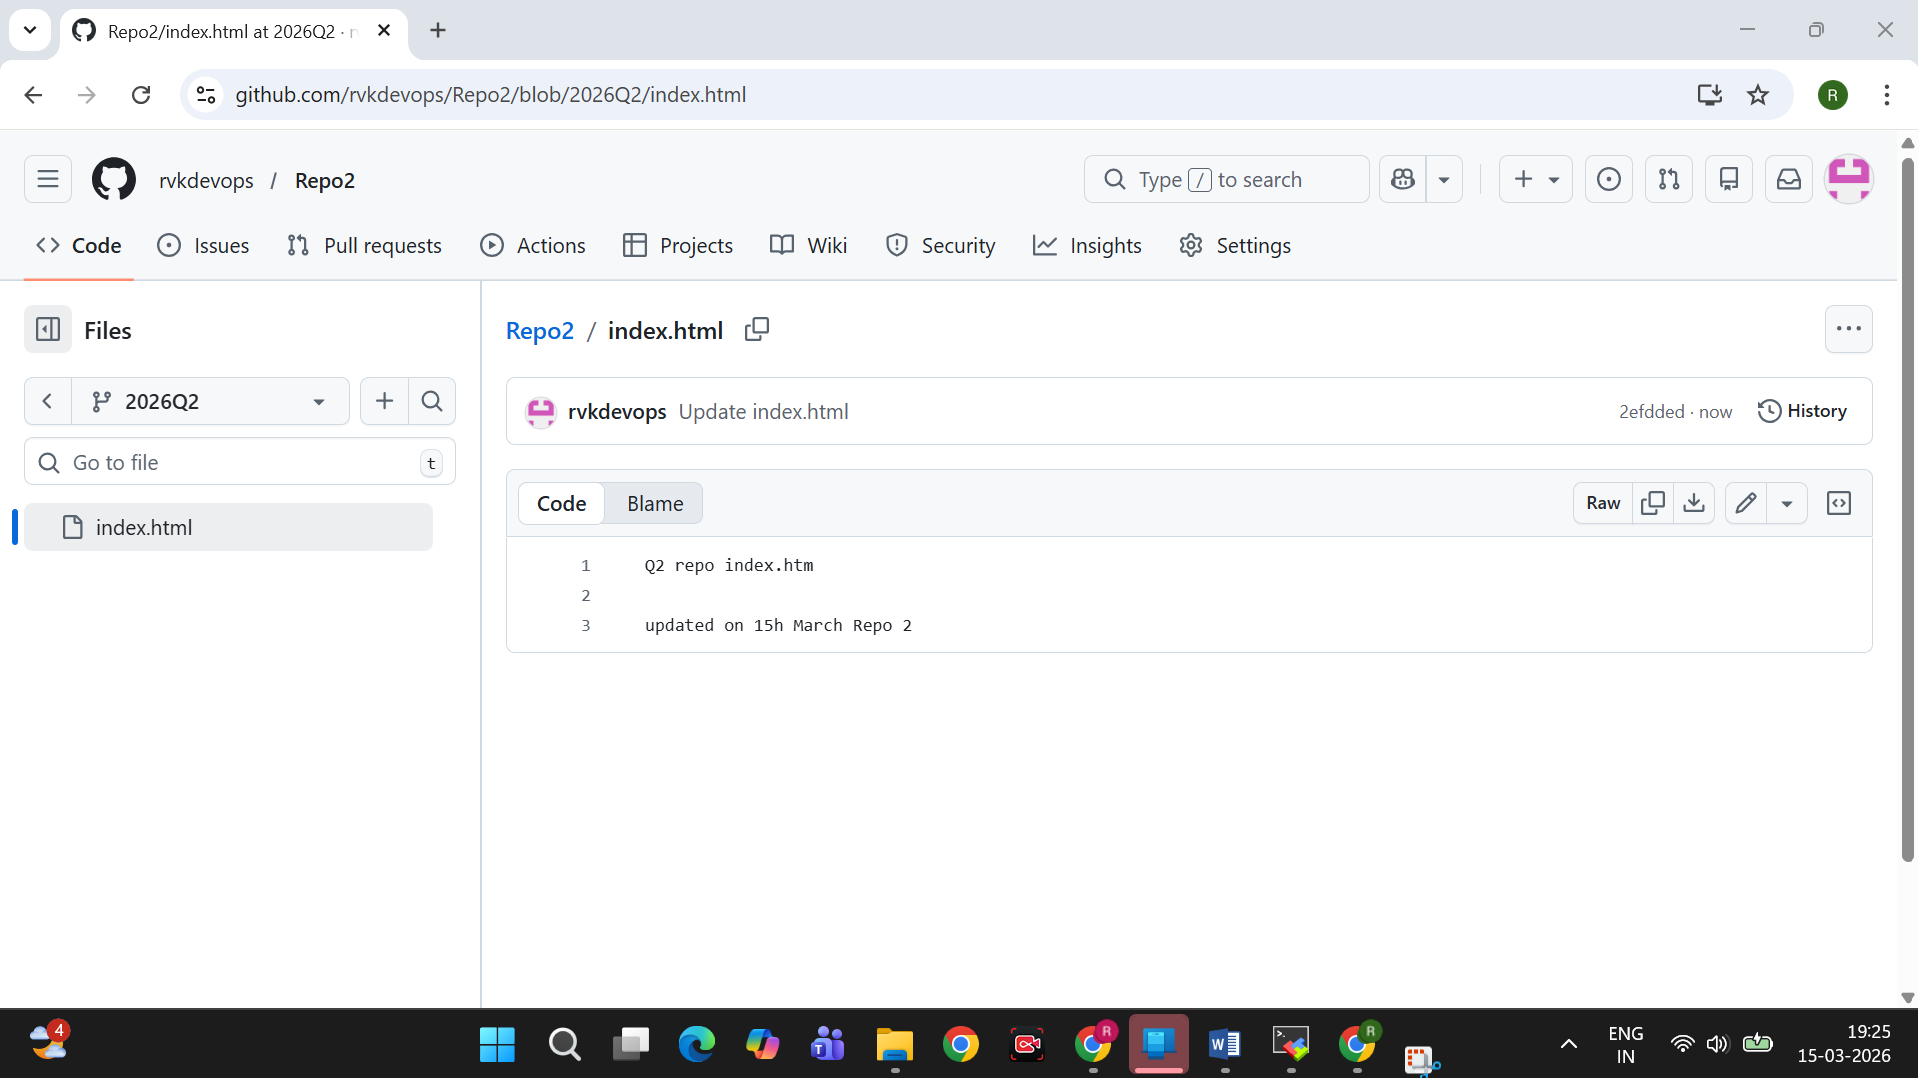 Repo2/index.html at 2026Q2 ·
github.com/rvkdevops/Repo2/blob/2026Q2/index.html
R
rvkdevops / Repo2
Type / to search
Code Issues Pull requests Actions Projects Wiki Security Insights Settings
Files
Repo2 / index.html
2026Q2
rvkdevops Update index.html
2efdded · now History
Go to file t
Code Blame
Raw
index.html
1 Q2 repo index.htm
2
3 updated on 15h March Repo 2
4
R
R
ENG
IN
19:25
15-03-2026